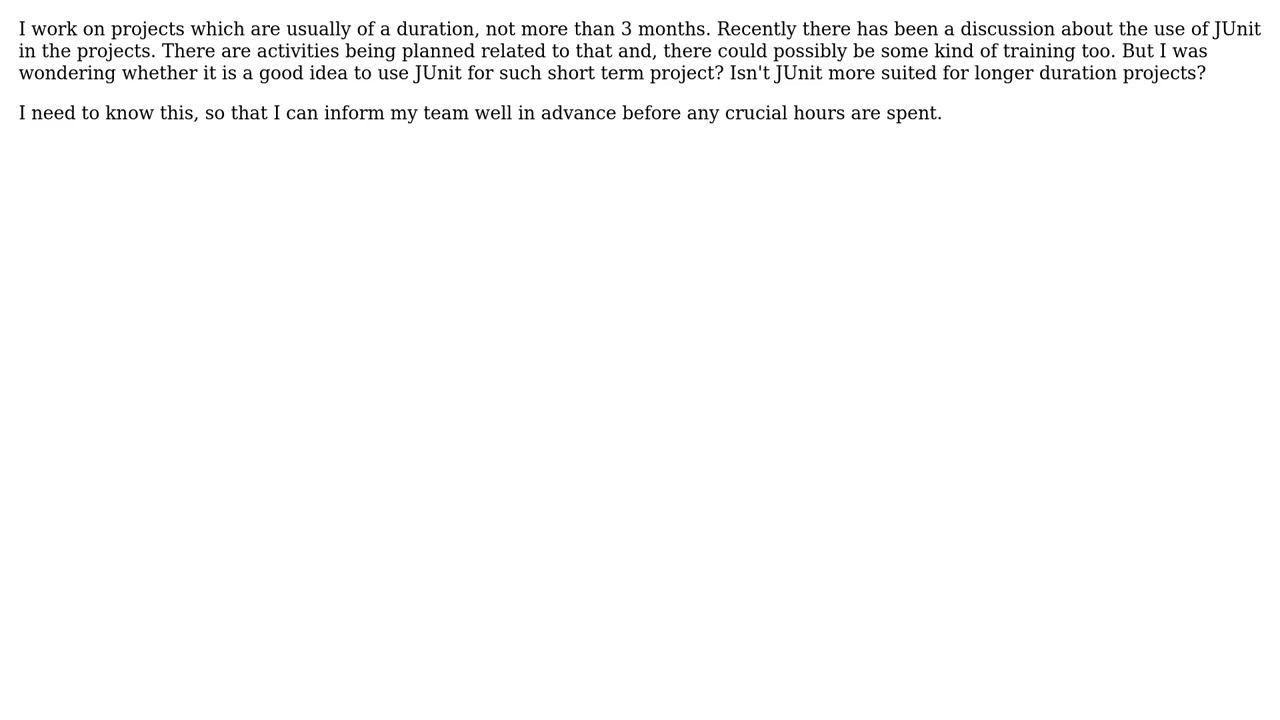 I work on projects which are usually of a duration, not more than 3 months. Recently there has been a discussion about the use of JUnit
in the projects. There are activities being planned related to that and, there could possibly be some kind of training too. But I was
wondering whether it is a good idea to use JUnit for such short term project? Isn't JUnit more suited for longer duration projects?
I need to know this, so that I can inform my team well in advance before any crucial hours are spent.